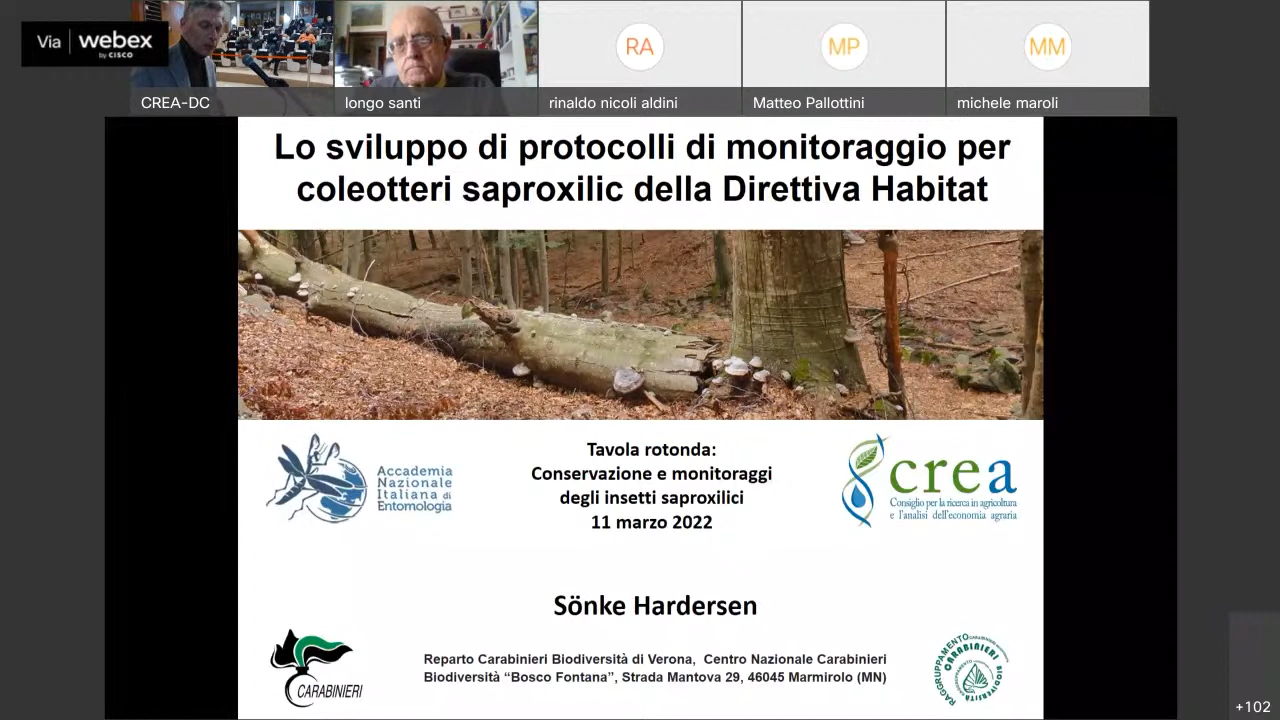 Via webex
by CISCO
RA
MP
MM
CREA-DC
longo santi
rinaldo nicoli aldini
Matteo Pallottini
michele maroli
Lo sviluppo di protocolli di monitoraggio per
coleotteri saproxilic della Direttiva Habitat
Accademia
Nazionale
Italiana di
Entomologia
Tavola rotonda:
Conservazione e monitoraggi
degli insetti saproxilici
11 marzo 2022
crea
Consiglio per la ricerca in agricoltura
e l'analisi dell'economia agraria
Sönke Hardersen
CARABINIERI
Reparto Carabinieri Biodiversità di Verona, Centro Nazionale Carabinieri
Biodiversità “Bosco Fontana”, Strada Mantova 29, 46045 Marmirolo (MN)
RAGGRUPPAMENTO
CARABINIERI
BIODIVERSITÀ
+102